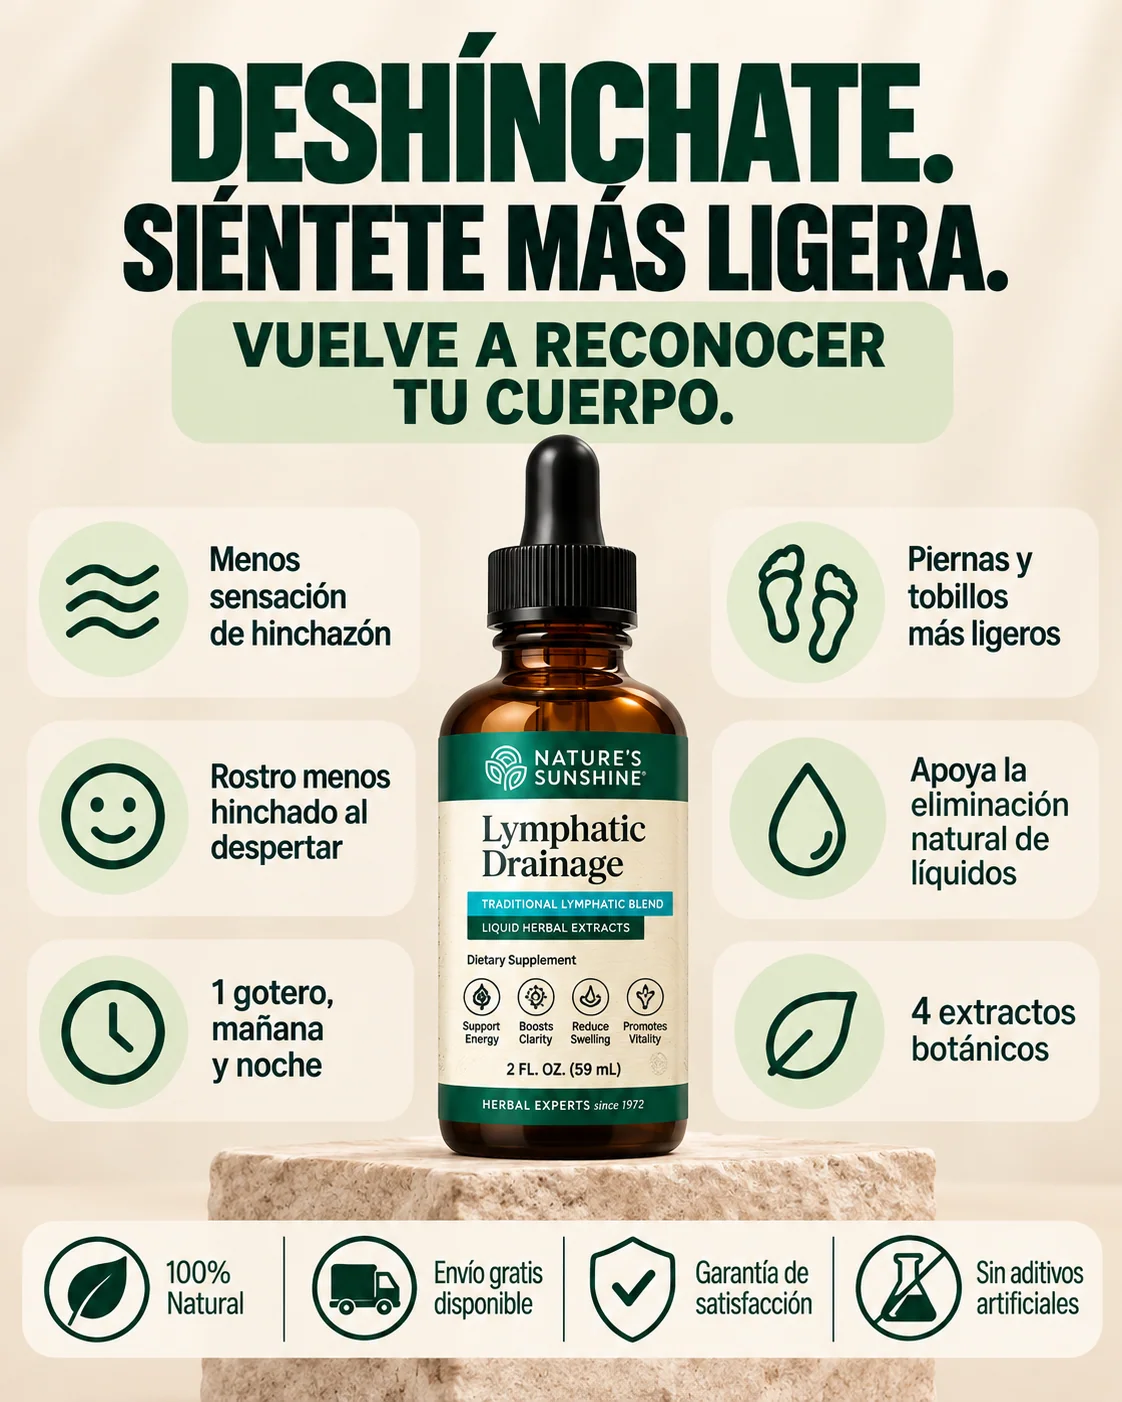 DESHÍNCHATE.
SIÉNTETE MÁS LIGERA.
VUELVE A RECONOCER
TU CUERPO.
Menos
sensación
de hinchazón
Rostro menos
hinchado al
despertar
1 gotero,
mañana
y noche
Piernas y
tobillos
más ligeros
Apoya la
eliminación
natural de
líquidos
4 extractos
botánicos
NATURE'S
SUNSHINE®
Lymphatic
Drainage
TRADITIONAL LYMPHATIC BLEND
LIQUID HERBAL EXTRACTS
Dietary Supplement
Support
Energy
Boosts
Clarity
Reduce
Swelling
Promotes
Vitality
2 FL. OZ. (59 mL)
HERBAL EXPERTS since 1972
100%
Natural
Envío gratis
disponible
Garantía de
satisfacción
Sin aditivos
artificiales